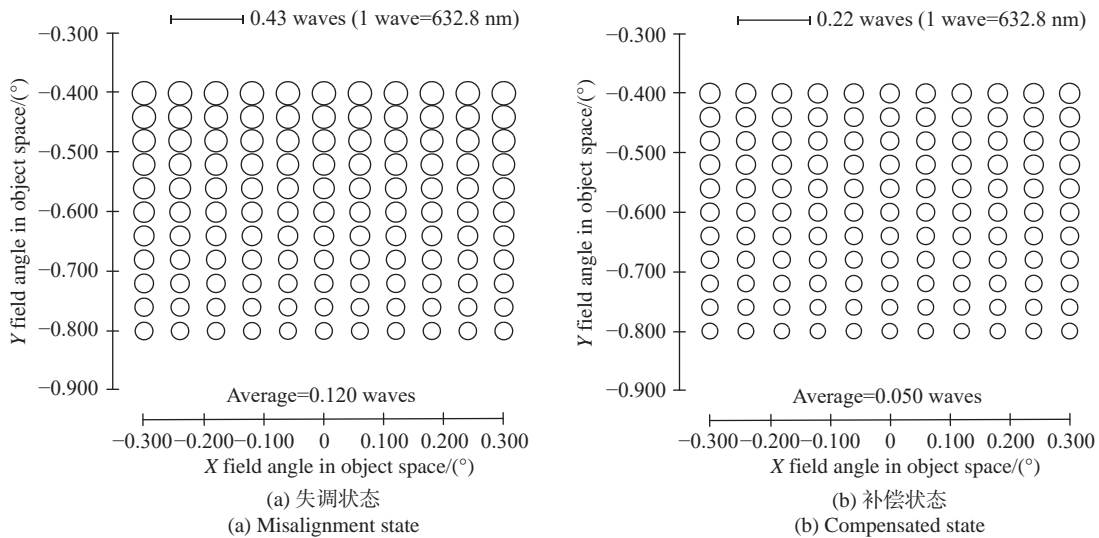 0.43 waves (1 wave=632.8 nm)
−0.300
−0.400
−0.500
−0.600
−0.700
−0.800
−0.900
Y field angle in object space/(°)
Average=0.120 waves
−0.300 −0.200 −0.100 0 0.100 0.200 0.300
X field angle in object space/(°)
(a) 失调状态
(a) Misalignment state
0.22 waves (1 wave=632.8 nm)
−0.300
−0.400
−0.500
−0.600
−0.700
−0.800
−0.900
Y field angle in object space/(°)
Average=0.050 waves
−0.300 −0.200 −0.100 0 0.100 0.200 0.300
X field angle in object space/(°)
(b) 补偿状态
(b) Compensated state